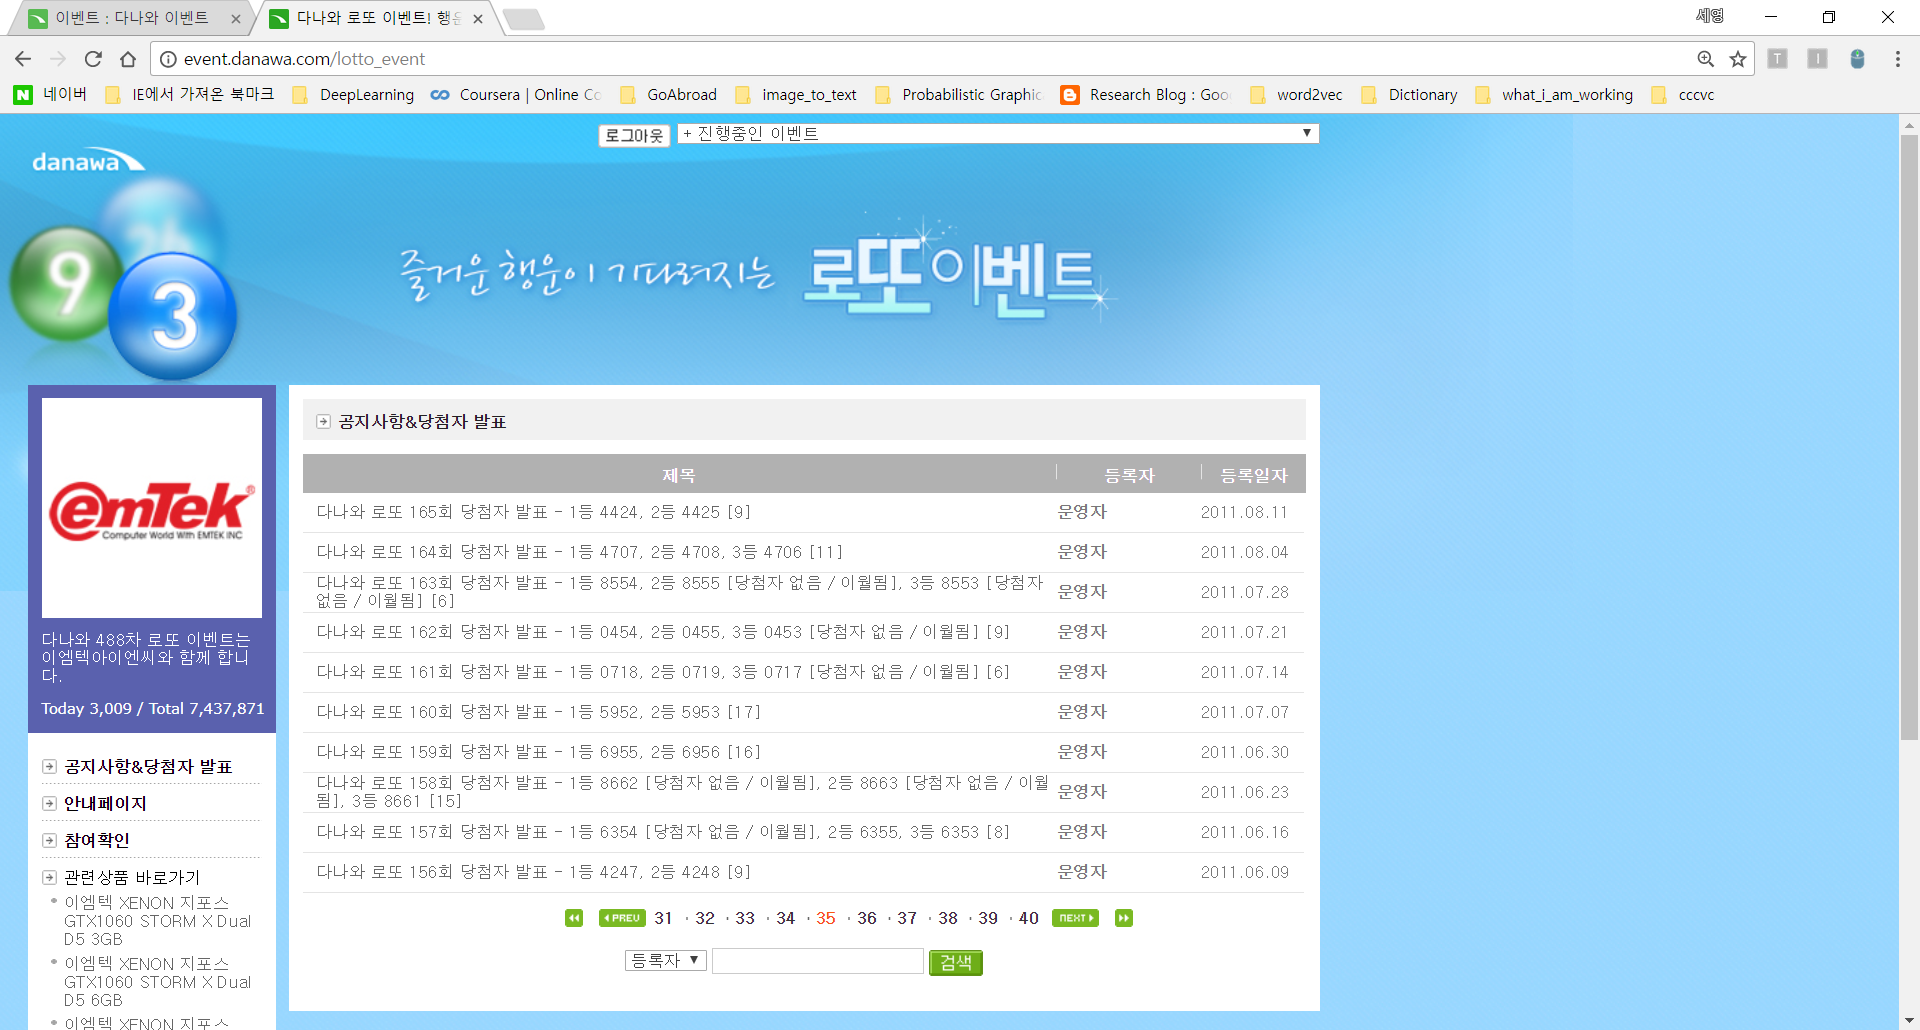 이벤트 : 다나와 이벤트
다나와 로또 이벤트! 행운
세영
event.danawa.com/lotto_event
네이버
IE에서 가져온 북마크
DeepLearning
Coursera | Online Co
GoAbroad
image_to_text
Probabilistic Graphic
Research Blog : Goo
word2vec
Dictionary
what_i_am_working
cccvc
로그아웃
+ 진행중인 이벤트
danawa
26
9
3
즐거운 행운이 기다려지는 로또이벤트
emTek
Computer World With EMTEK INC
다나와 488차 로또 이벤트는
이엠텍아이엔씨와 함께 합니
다.
Today 3,009 / Total 7,437,871
공지사항&당첨자 발표
안내페이지
참여확인
관련상품 바로가기
이엠텍 XENON 지포스
GTX1060 STORM X Dual
D5 3GB
이엠텍 XENON 지포스
GTX1060 STORM X Dual
D5 6GB
이엠텍 XENON 지포스
공지사항&당첨자 발표
제목 등록자 등록일자
다나와 로또 165회 당첨자 발표 - 1등 4424, 2등 4425 [9] 운영자 2011.08.11
다나와 로또 164회 당첨자 발표 - 1등 4707, 2등 4708, 3등 4706 [11] 운영자 2011.08.04
다나와 로또 163회 당첨자 발표 - 1등 8554, 2등 8555 [당첨자 없음 / 이월됨], 3등 8553 [당첨자
없음 / 이월됨] [6] 운영자 2011.07.28
다나와 로또 162회 당첨자 발표 - 1등 0454, 2등 0455, 3등 0453 [당첨자 없음 / 이월됨] [9] 운영자 2011.07.21
다나와 로또 161회 당첨자 발표 - 1등 0718, 2등 0719, 3등 0717 [당첨자 없음 / 이월됨] [6] 운영자 2011.07.14
다나와 로또 160회 당첨자 발표 - 1등 5952, 2등 5953 [17] 운영자 2011.07.07
다나와 로또 159회 당첨자 발표 - 1등 6955, 2등 6956 [16] 운영자 2011.06.30
다나와 로또 158회 당첨자 발표 - 1등 8662 [당첨자 없음 / 이월됨], 2등 8663 [당첨자 없음 / 이월
됨], 3등 8661 [15] 운영자 2011.06.23
다나와 로또 157회 당첨자 발표 - 1등 6354 [당첨자 없음 / 이월됨], 2등 6355, 3등 6353 [8] 운영자 2011.06.16
다나와 로또 156회 당첨자 발표 - 1등 4247, 2등 4248 [9] 운영자 2011.06.09
PREV 31 · 32 · 33 · 34 · 35 · 36 · 37 · 38 · 39 · 40 NEXT
등록자 검색